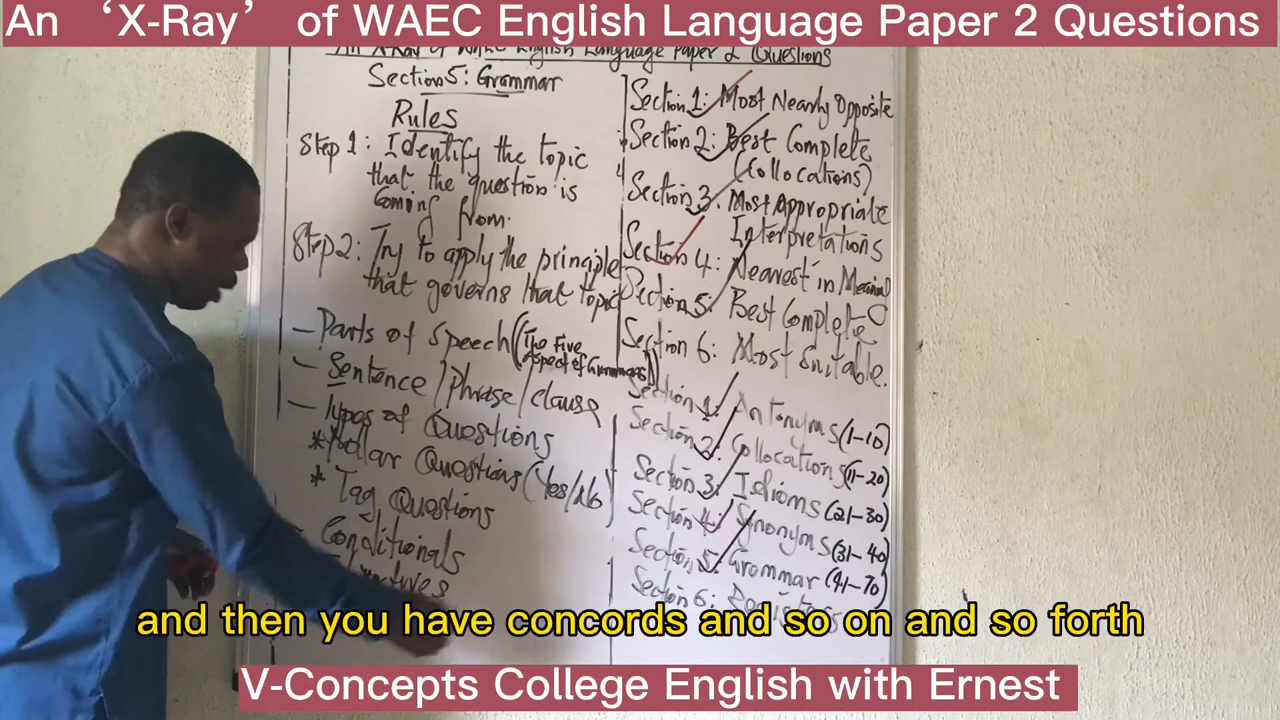 An ‘X-Ray’ of WAEC English Language Paper 2 Questions
An X-Ray of WAEC English Language Paper 2 Questions
Section 5: Grammar
Rules
Step 1: Identify the topic
that the question is
Coming from.
Step 2: Try to apply the principle
that governs that topic
- Parts of Speech (The Five
Aspect of Grammar)
- Sentence / Phrase / clause
- Types of Questions
* Polar Questions (Yes/No)
* Tag Questions
- Conditionals
Section 1: Most Nearly Opposite
Section 2: Best Complete
(Collocations)
Section 3: Most Appropriate
Interpretations
Section 4: Nearest in Meaning
Section 5: Best Complete
Section 6: Most Suitable.
Section 1: Antonyms (1-10)
Section 2: Collocations (11-20)
Section 3: Idioms (21-30)
Section 4: Synonyms (31-40)
Section 5: Grammar (41-70)
Section 6:
and then you have concords and so on and so forth
V-Concepts College English with Ernest